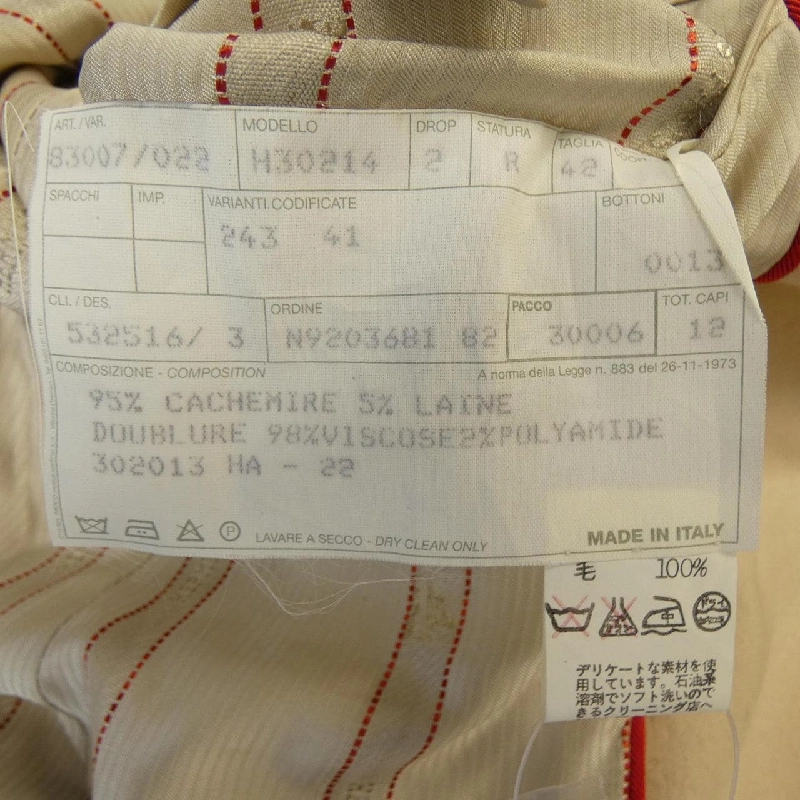 ART./VAR. MODELLO DROP STATURA TAGLIA
83007/022 H30214 2 R 42
SPACCHI IMP. VARIANTI CODIFICATE BOTTONI
243 41
0013
CLI. / DES. ORDINE PACCO TOT. CAPI
532516/ 3 N9203681 82 30006 12
COMPOSIZIONE - COMPOSITION A norma della Legge n. 883 del 26-11-1973
95% CACHEMIRE 5% LAINE
DOUBLURE 98%VISCOSE2%POLYAMIDE
302013 HA - 22
P LAVARE A SECCO - DRY CLEAN ONLY MADE IN ITALY
毛 100%
ドライ
デリケートな素材を使
用しています。石油系
溶剤でソフト洗いので
きるクリーニング店へ